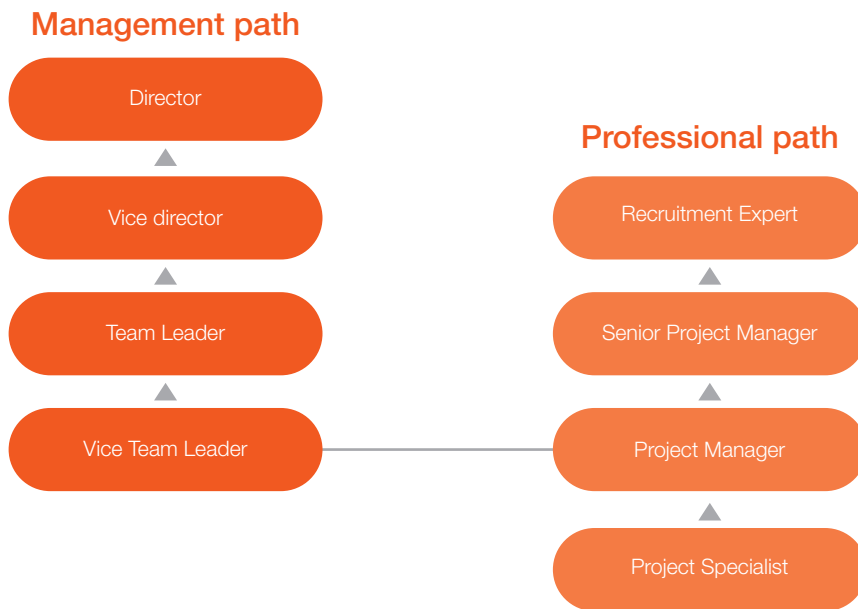 Management path
Director
Vice director
Team Leader
Vice Team Leader
Professional path
Recruitment Expert
Senior Project Manager
Project Manager
Project Specialist